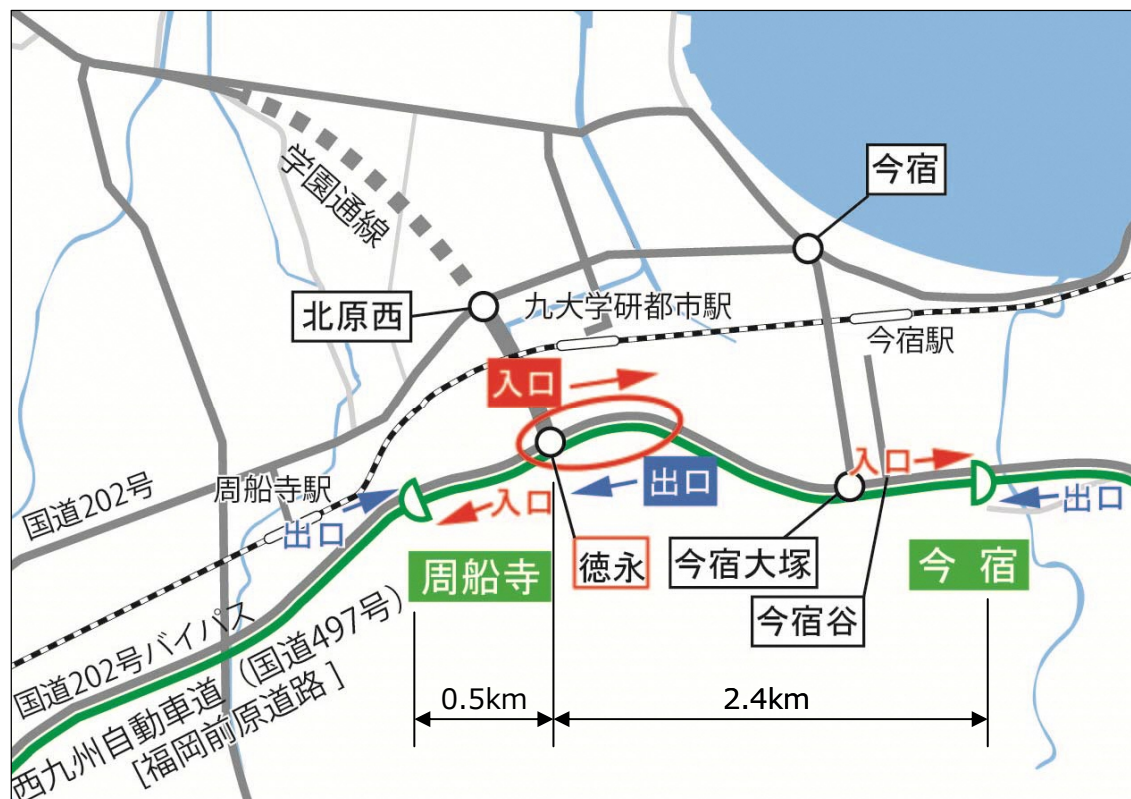 今宿
学園通線
北原西
九大学研都市駅
今宿駅
入口
出口
入口
国道202号
周船寺駅
出口
入口
出口
周船寺
徳永
今宿大塚
今宿
今宿谷
国道202号バイパス
西九州自動車道（国道497号）
[福岡前原道路]
0.5km
2.4km